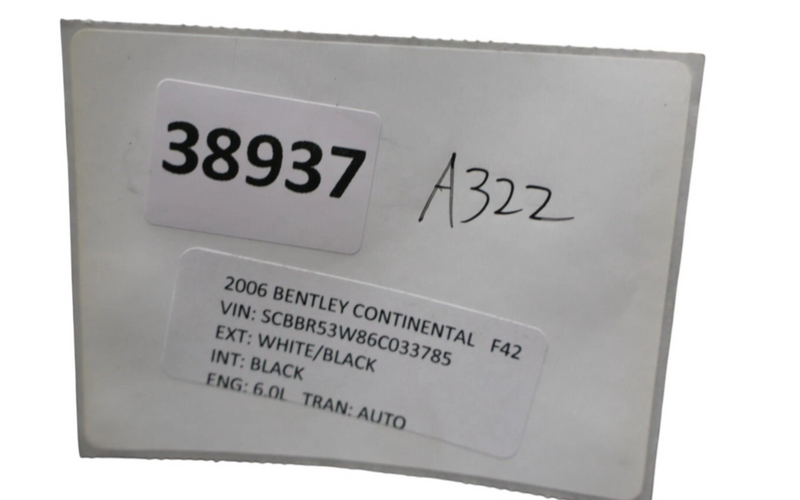 38937
A322
2006 BENTLEY CONTINENTAL F42
VIN: SCBBR53W86C033785
EXT: WHITE/BLACK
INT: BLACK
ENG: 6.0L TRAN: AUTO